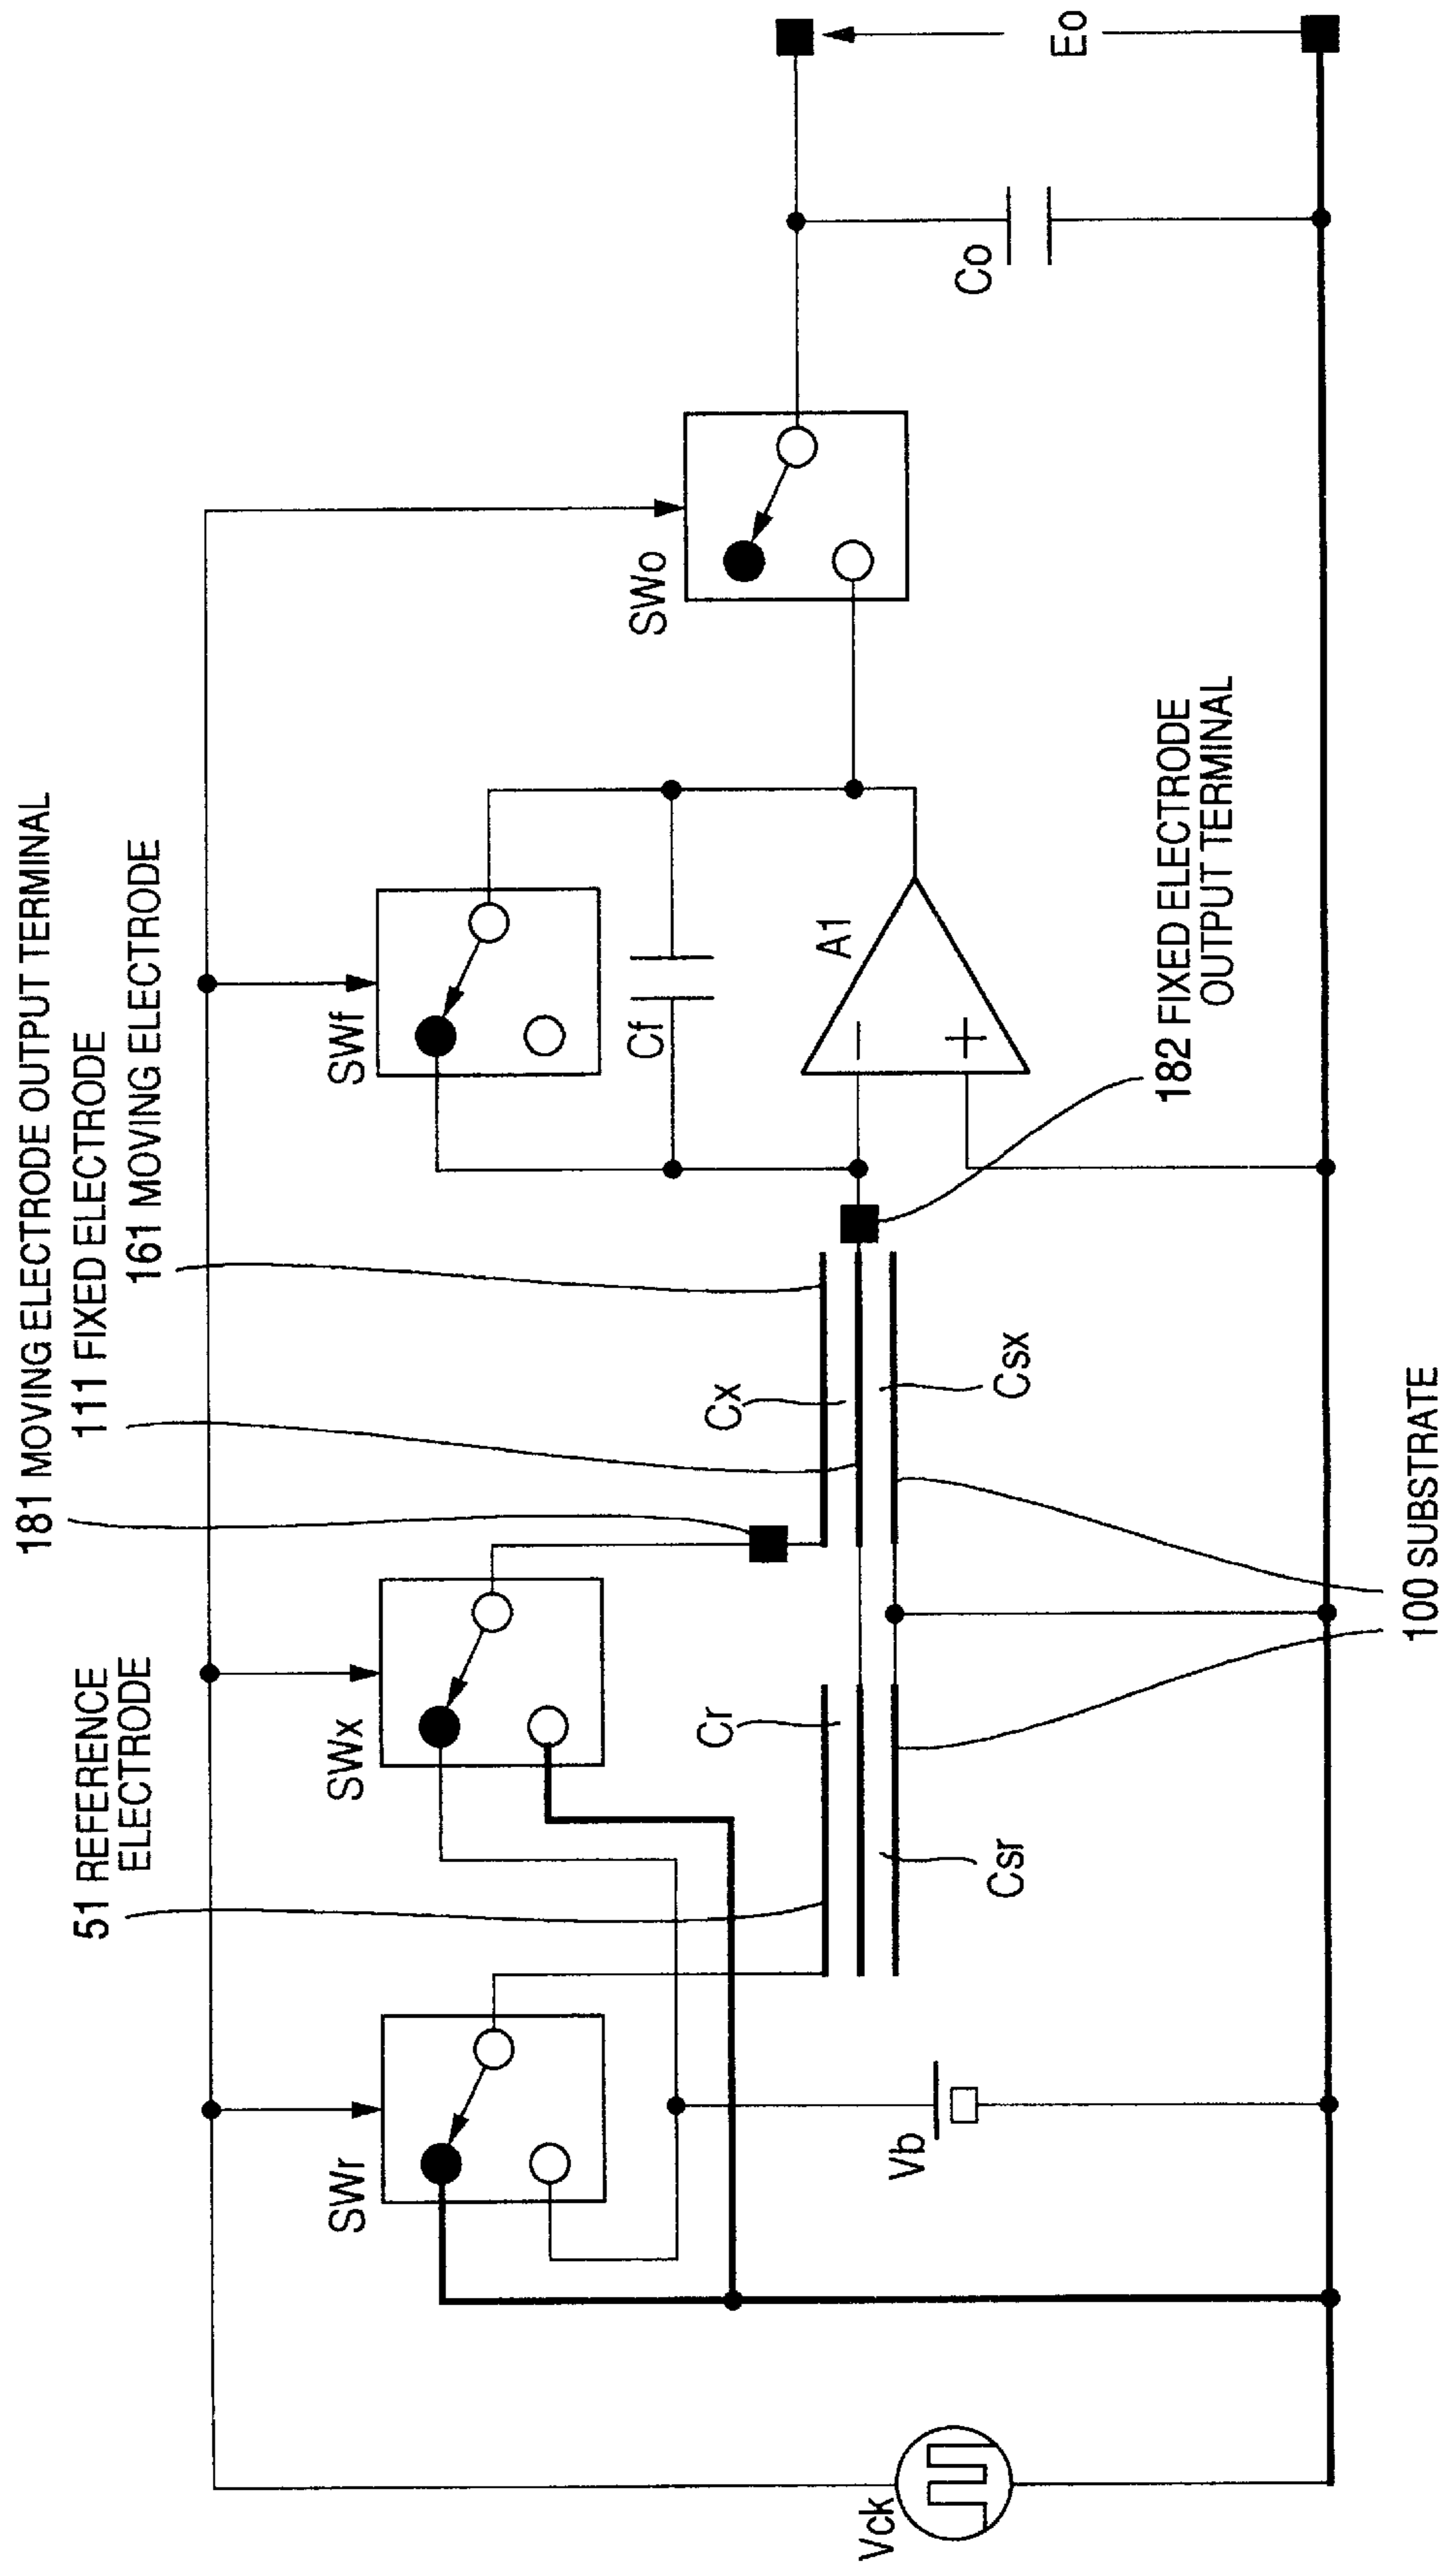 181 MOVING ELECTRODE OUTPUT TERMINAL
111 FIXED ELECTRODE
161 MOVING ELECTRODE
51 REFERENCE
ELECTRODE
SWr
SWx
SWf
SWo
Cf
A1
Cr
Cx
Csr
Csx
Vck
Vb
Co
Eo
182 FIXED ELECTRODE
OUTPUT TERMINAL
100 SUBSTRATE